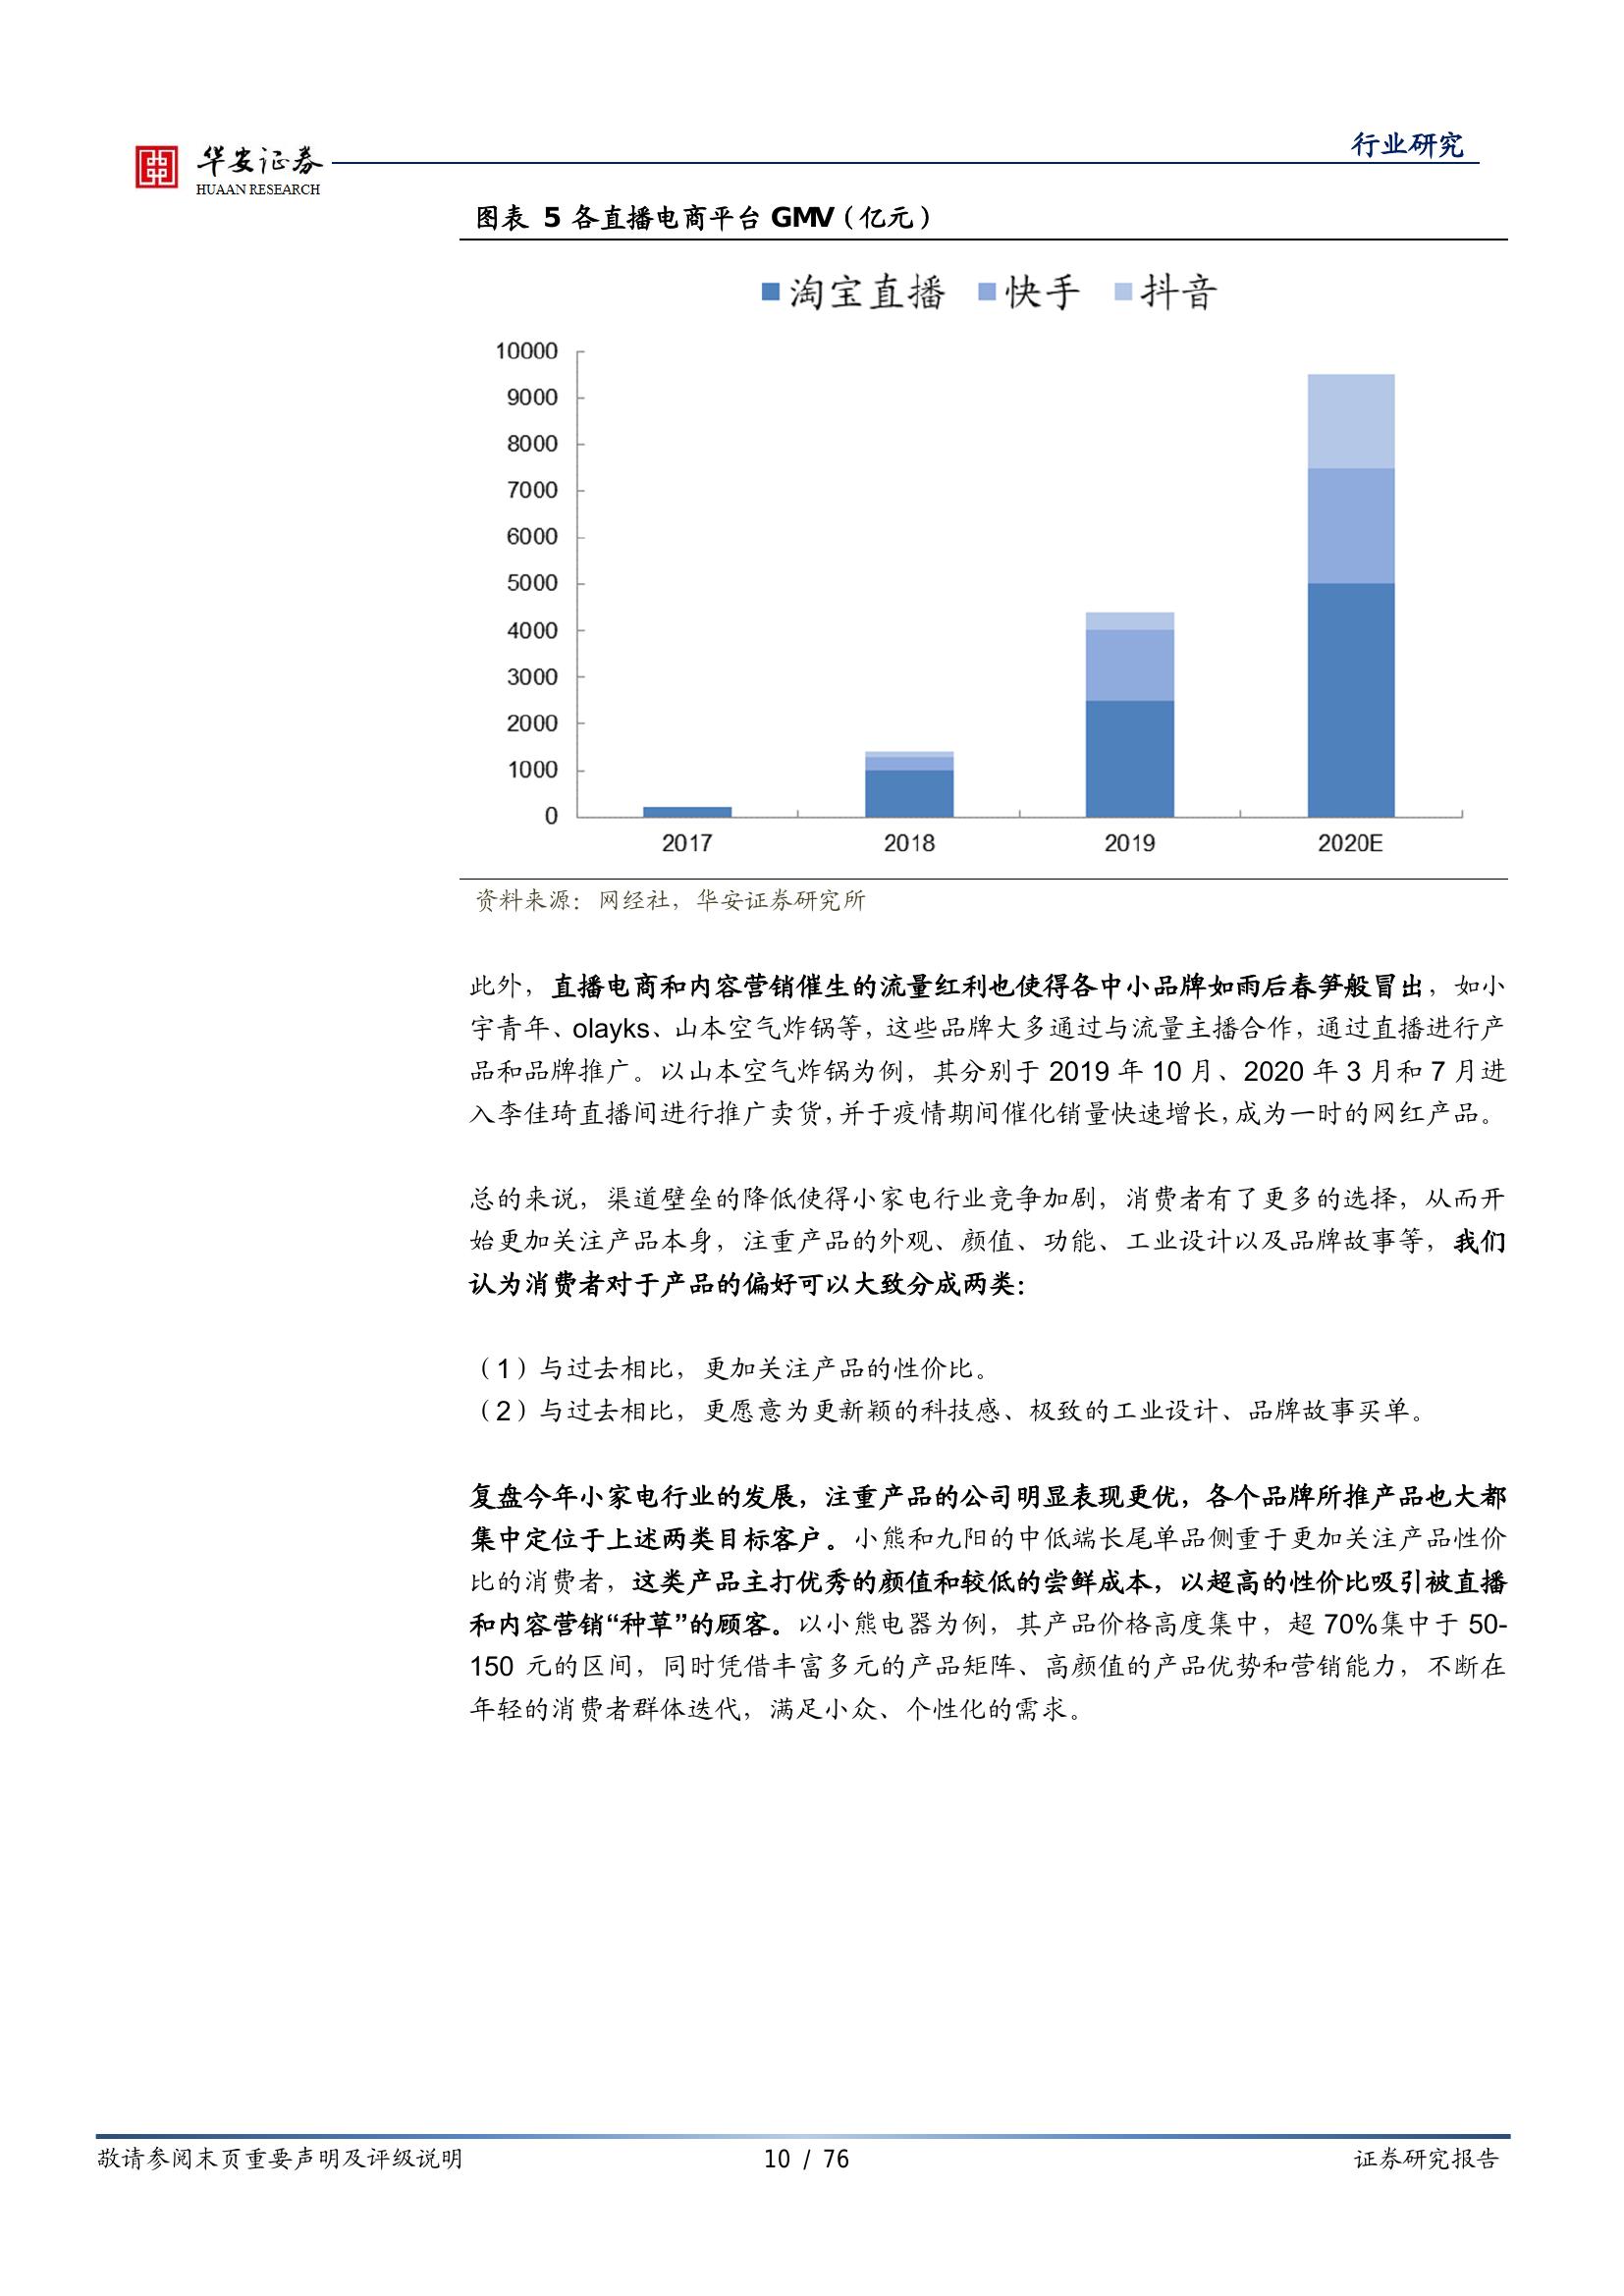 华安证券
HUAAN RESEARCH
行业研究
图表 5 各直播电商平台 GMV（亿元）
淘宝直播 快手 抖音
10000
9000
8000
7000
6000
5000
4000
3000
2000
1000
0
2017 2018 2019 2020E
资料来源：网经社，华安证券研究所
此外，直播电商和内容营销催生的流量红利也使得各中小品牌如雨后春笋般冒出，如小
宇青年、olayks、山本空气炸锅等，这些品牌大多通过与流量主播合作，通过直播进行产
品和品牌推广。以山本空气炸锅为例，其分别于 2019 年 10 月、2020 年 3 月和 7 月进
入李佳琦直播间进行推广卖货，并于疫情期间催化销量快速增长，成为一时的网红产品。
总的来说，渠道壁垒的降低使得小家电行业竞争加剧，消费者有了更多的选择，从而开
始更加关注产品本身，注重产品的外观、颜值、功能、工业设计以及品牌故事等，我们
认为消费者对于产品的偏好可以大致分成两类：
（1）与过去相比，更加关注产品的性价比。
（2）与过去相比，更愿意为更新颖的科技感、极致的工业设计、品牌故事买单。
复盘今年小家电行业的发展，注重产品的公司明显表现更优，各个品牌所推产品也大都
集中定位于上述两类目标客户。小熊和九阳的中低端长尾单品侧重于更加关注产品性价
比的消费者，这类产品主打优秀的颜值和较低的尝鲜成本，以超高的性价比吸引被直播
和内容营销“种草”的顾客。以小熊电器为例，其产品价格高度集中，超 70%集中于 50-
150 元的区间，同时凭借丰富多元的产品矩阵、高颜值的产品优势和营销能力，不断在
年轻的消费者群体迭代，满足小众、个性化的需求。
敬请参阅末页重要声明及评级说明 10 / 76 证券研究报告